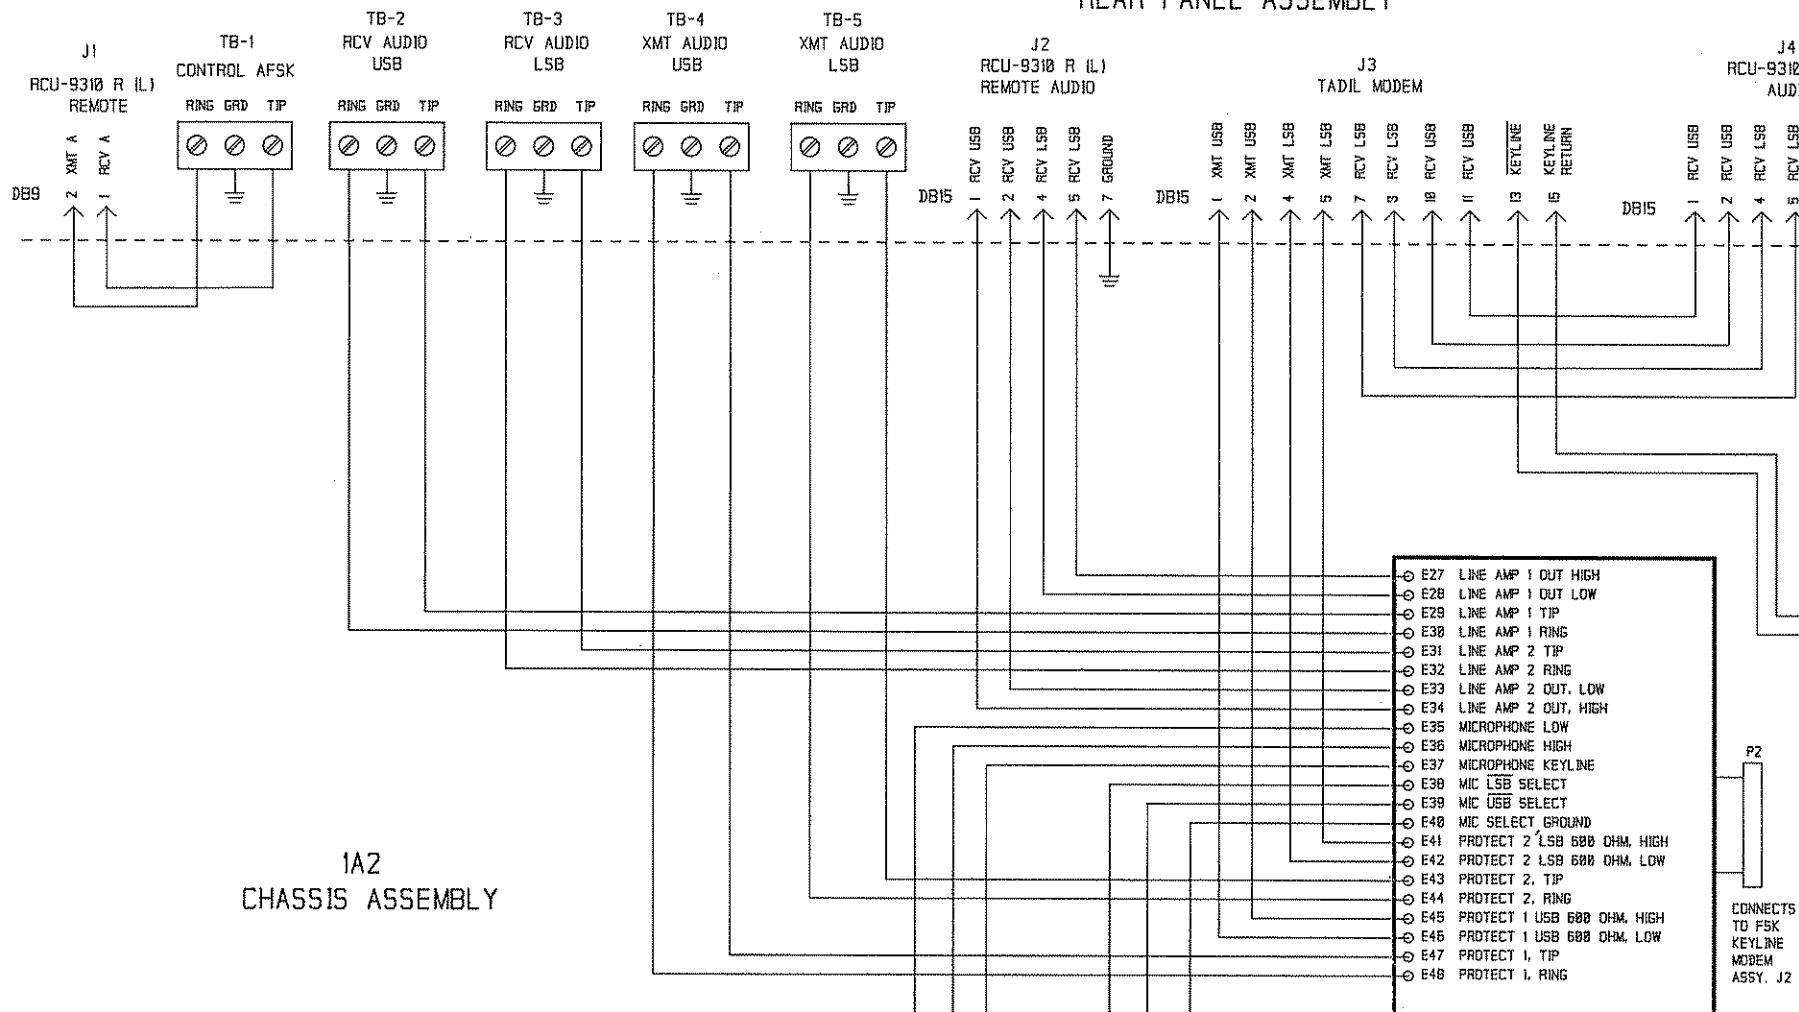 REAR PANEL ASSEMBLY
J1
RCU-9310 R (L)
REMOTE
TB-1
CONTROL AFSK
TB-2
RCV AUDIO
USB
TB-3
RCV AUDIO
LSB
TB-4
XMT AUDIO
USB
TB-5
XMT AUDIO
LSB
J2
RCU-9310 R (L)
REMOTE AUDIO
J3
TADIL MODEM
J4
RCU-9310
AUD
RING GRD TIP
RING GRD TIP
RING GRD TIP
RING GRD TIP
RING GRD TIP
DB9
2 XMT A
1 RCV A
DB15
1 RCV USB
2 RCV USB
4 RCV LSB
5 RCV LSB
7 GROUND
DB15
1 XMT USB
2 XMT USB
4 XMT LSB
5 XMT LSB
7 RCV LSB
RCV LSB
10 RCV USB
11 RCV USB
13 KEYLINE
15 KEYLINE
RETURN
DB15
1 RCV USB
2 RCV USB
4 RCV LSB
5 RCV LSB
E27 LINE AMP 1 OUT HIGH
E28 LINE AMP 1 OUT LOW
E29 LINE AMP 1 TIP
E30 LINE AMP 1 RING
E31 LINE AMP 2 TIP
E32 LINE AMP 2 RING
E33 LINE AMP 2 OUT, LOW
E34 LINE AMP 2 OUT, HIGH
E35 MICROPHONE LOW
E36 MICROPHONE HIGH
E37 MICROPHONE KEYLINE
E38 MIC LSB SELECT
E39 MIC USB SELECT
E40 MIC SELECT GROUND
E41 PROTECT 2 LSB 600 OHM, HIGH
E42 PROTECT 2 LSB 600 OHM, LOW
E43 PROTECT 2, TIP
E44 PROTECT 2, RING
E45 PROTECT 1 USB 600 OHM, HIGH
E46 PROTECT 1 USB 600 OHM, LOW
E47 PROTECT 1, TIP
E48 PROTECT 1, RING
P2
CONNECTS
TO FSK
KEYLINE
MODEM
ASSY. J2
1A2
CHASSIS ASSEMBLY